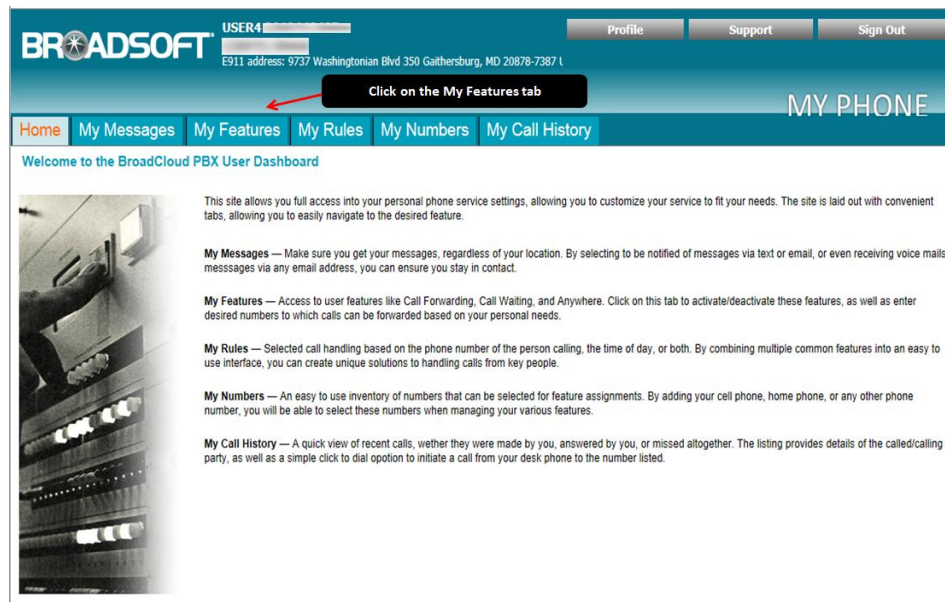 BROADSOFT
USER4
E911 address: 9737 Washingtonian Blvd 350 Gaithersburg, MD 20878-7387 L
Profile
Support
Sign Out
Click on the My Features tab
MY PHONE
Home
My Messages
My Features
My Rules
My Numbers
My Call History
Welcome to the BroadCloud PBX User Dashboard
This site allows you full access into your personal phone service settings, allowing you to customize your service to fit your needs. The site is laid out with convenient
tabs, allowing you to easily navigate to the desired feature.
My Messages — Make sure you get your messages, regardless of your location. By selecting to be notified of messages via text or email, or even receiving voice mails
messsages via any email address, you can ensure you stay in contact.
My Features — Access to user features like Call Forwarding, Call Waiting, and Anywhere. Click on this tab to activate/deactivate these features, as well as enter
desired numbers to which calls can be forwarded based on your personal needs.
My Rules — Selected call handling based on the phone number of the person calling, the time of day, or both. By combining multiple common features into an easy to
use interface, you can create unique solutions to handling calls from key people.
My Numbers — An easy to use inventory of numbers that can be selected for feature assignments. By adding your cell phone, home phone, or any other phone
number, you will be able to select these numbers when managing your various features.
My Call History — A quick view of recent calls, wether they were made by you, answered by you, or missed altogether. The listing provides details of the called/calling
party, as well as a simple click to dial opotion to initiate a call from your desk phone to the number listed.